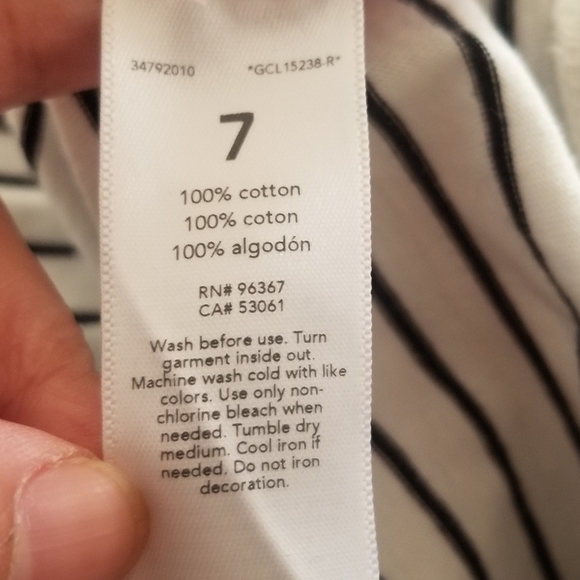 34792010 *GCL15238-R*
7
100% cotton
100% coton
100% algodón
RN# 96367
CA# 53061
Wash before use. Turn
garment inside out.
Machine wash cold with like
colors. Use only non-
chlorine bleach when
needed. Tumble dry
medium. Cool iron if
needed. Do not iron
decoration.